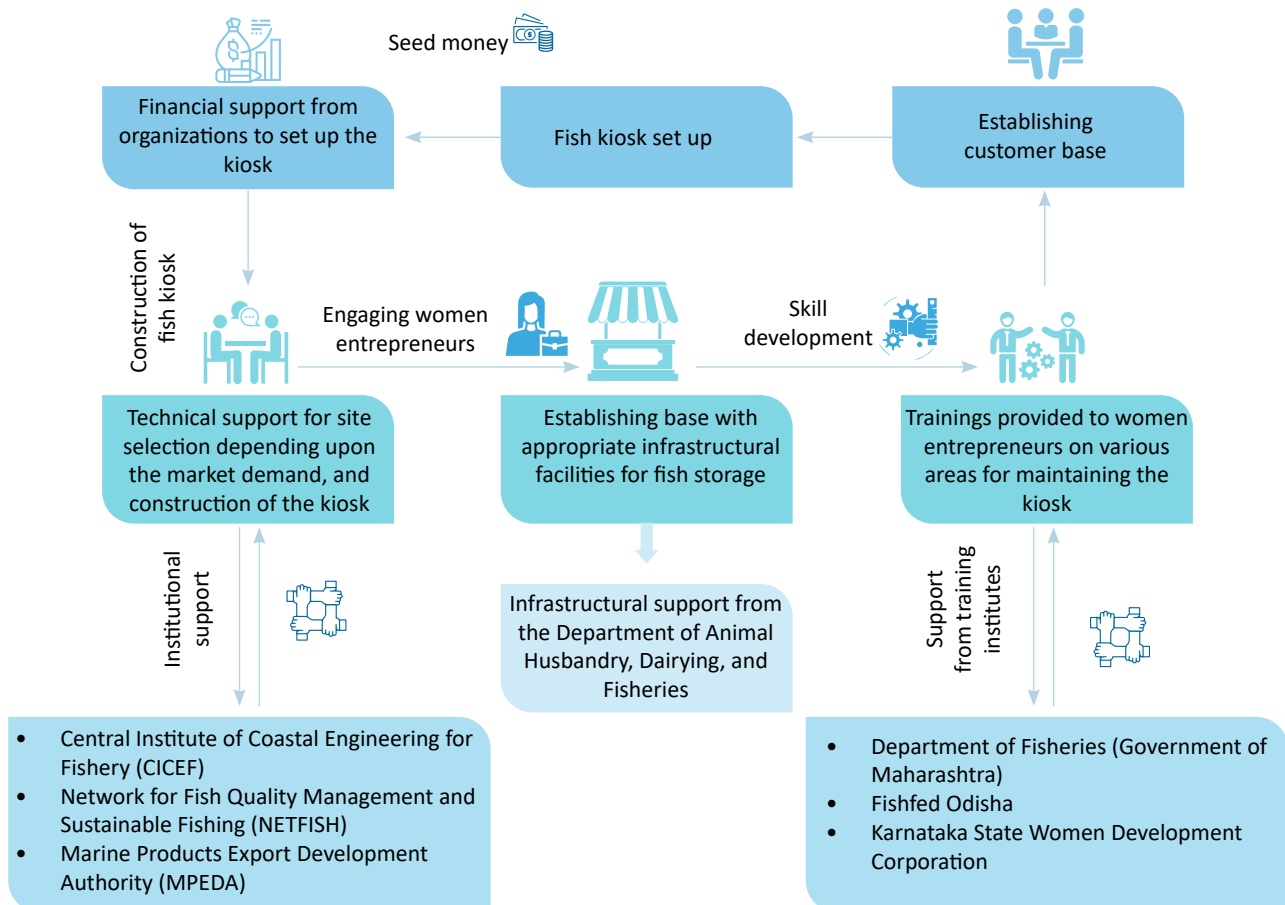 Seed money
Financial support from
organizations to set up the
kiosk
Fish kiosk set up
Establishing
customer base
Construction of
fish kiosk
Engaging women
entrepreneurs
Skill
development
Technical support for site
selection depending upon
the market demand, and
construction of the kiosk
Establishing base with
appropriate infrastructural
facilities for fish storage
Trainings provided to women
entrepreneurs on various
areas for maintaining the
kiosk
Institutional
support
Infrastructural support from
the Department of Animal
Husbandry, Dairying, and
Fisheries
Support
from training
institutes
• Central Institute of Coastal Engineering for
Fishery (CICEF)
• Network for Fish Quality Management and
Sustainable Fishing (NETFISH)
• Marine Products Export Development
Authority (MPEDA)
• Department of Fisheries (Government of
Maharashtra)
• Fishfed Odisha
• Karnataka State Women Development
Corporation